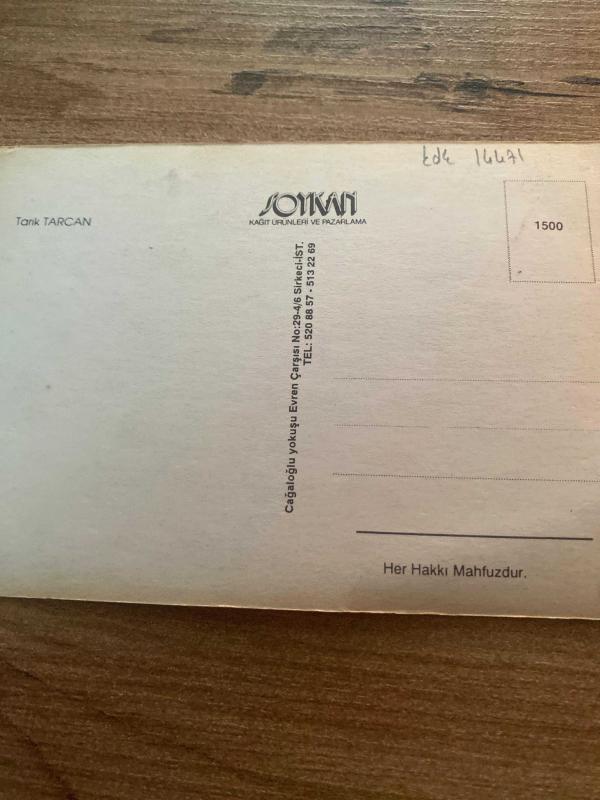 kdk 14471
Tarık TARCAN
SOYKAN
KAĞIT ÜRÜNLERİ VE PAZARLAMA
1500
Cağaloğlu yokuşu Evren Çarşısı No:29-4/6 Sirkeci-İST.
TEL: 520 88 57 - 513 22 69
Her Hakkı Mahfuzdur.